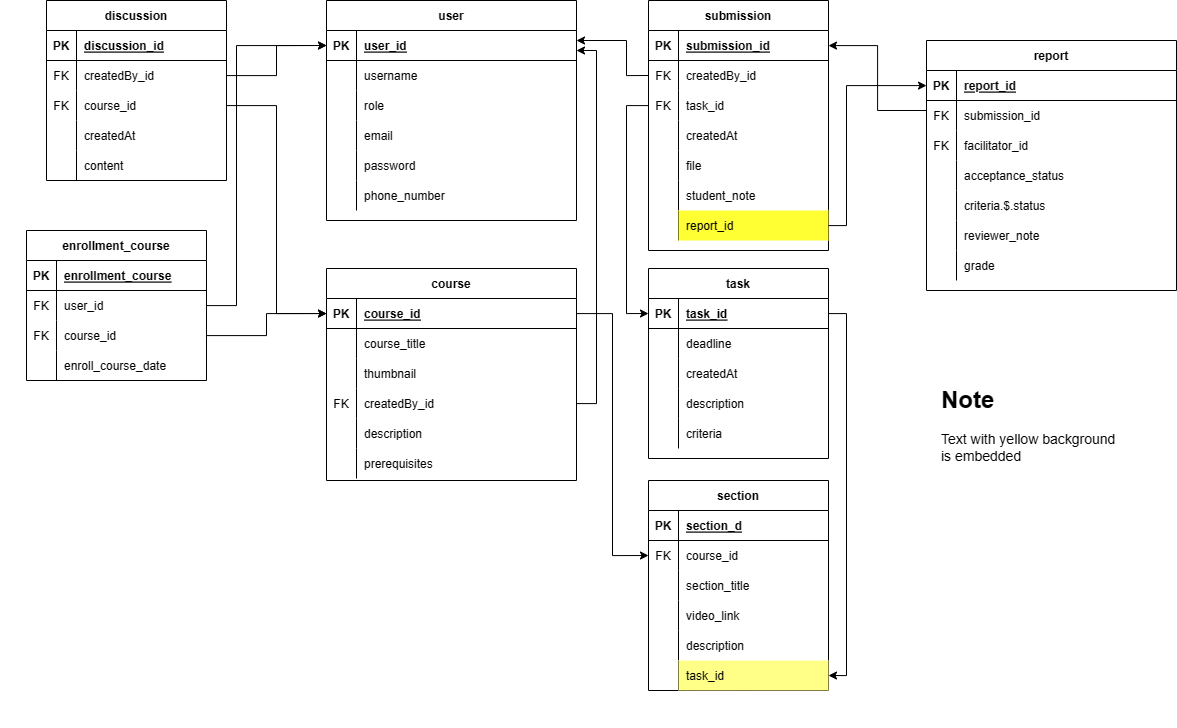 discussion
PK discussion_id
FK createdBy_id
FK course_id
createdAt
content
user
PK user_id
username
role
email
password
phone_number
submission
PK submission_id
FK createdBy_id
FK task_id
createdAt
file
student_note
report_id
report
PK report_id
FK submission_id
FK facilitator_id
acceptance_status
criteria.$.status
reviewer_note
grade
enrollment_course
PK enrollment_course
FK user_id
FK course_id
enroll_course_date
course
PK course_id
course_title
thumbnail
FK createdBy_id
description
prerequisites
task
PK task_id
deadline
createdAt
description
criteria
Note
Text with yellow background
is embedded
section
PK section_d
FK course_id
section_title
video_link
description
task_id